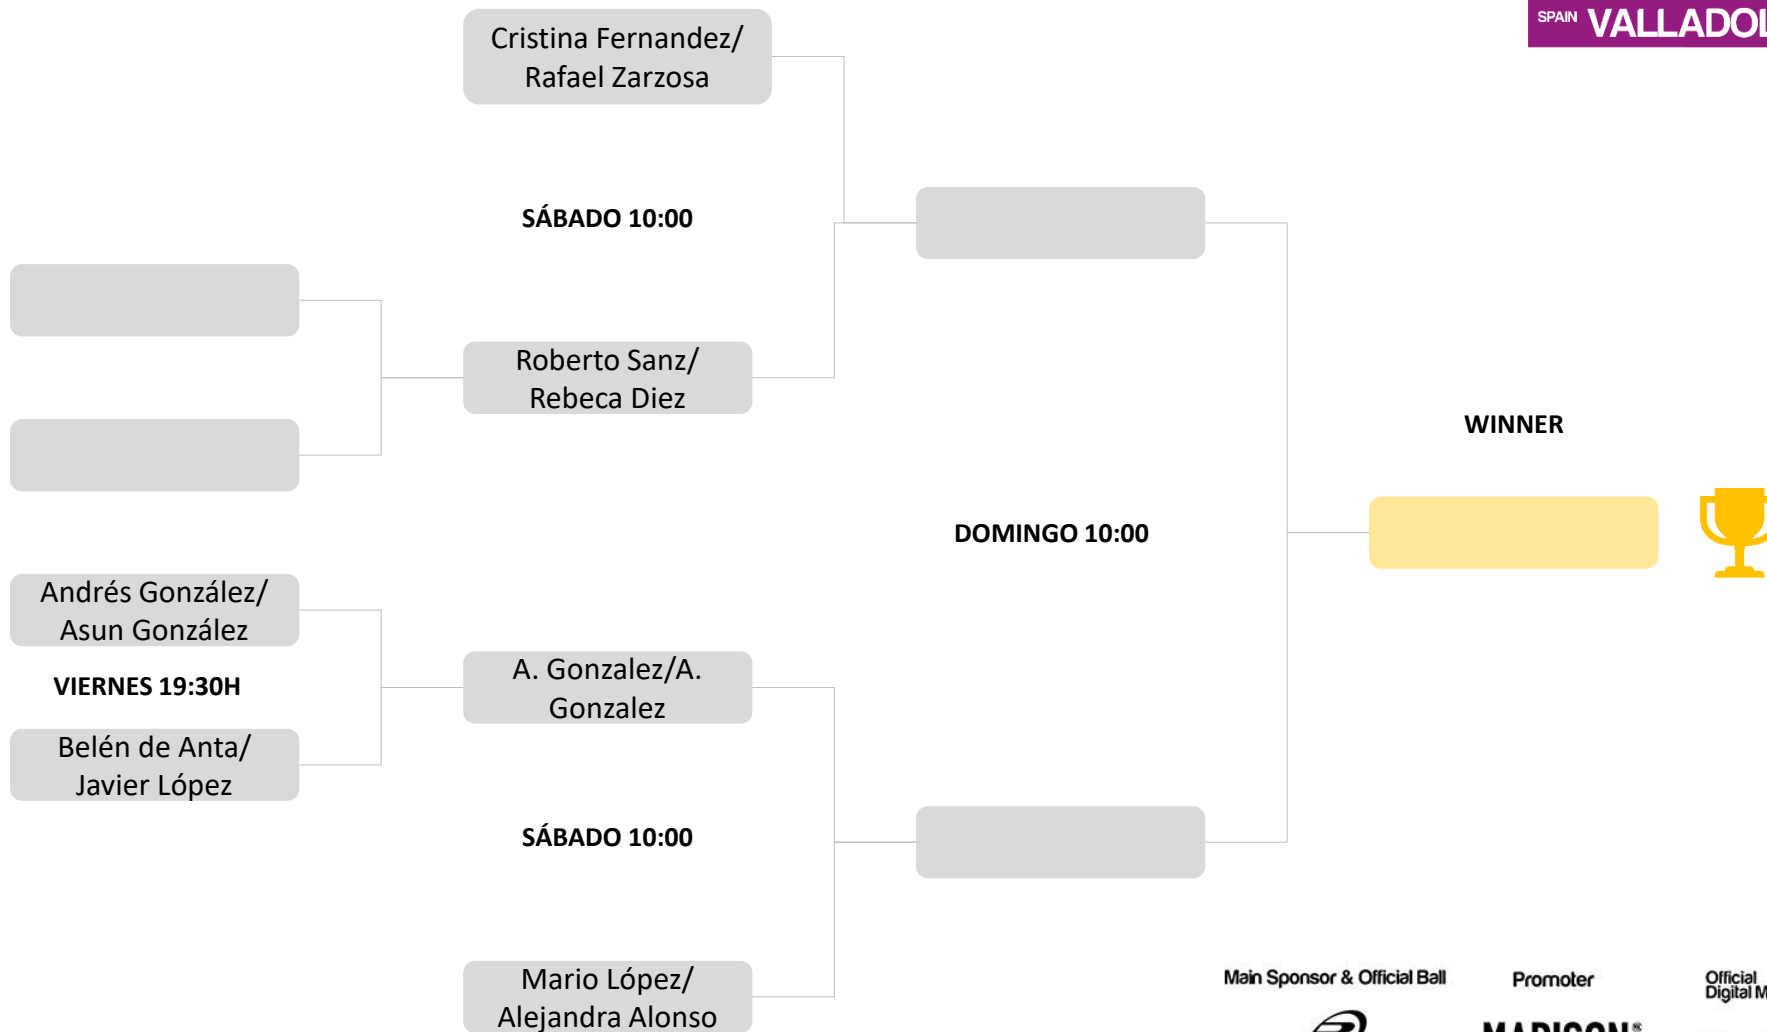 SPAIN
Cristina Fernandez/
Rafael Zarzosa
SÁBADO 10:00
Roberto Sanz/
Rebeca Diez
WINNER
DOMINGO 10:00
Andrés González/
Asun González
VIERNES 19:30H
A. Gonzalez/A.
Gonzalez
Belén de Anta/
Javier López
SÁBADO 10:00
Mario López/
Alejandra Alonso
Main Sponsor & Official Ball
Promoter
Official
Digital
MADISON®